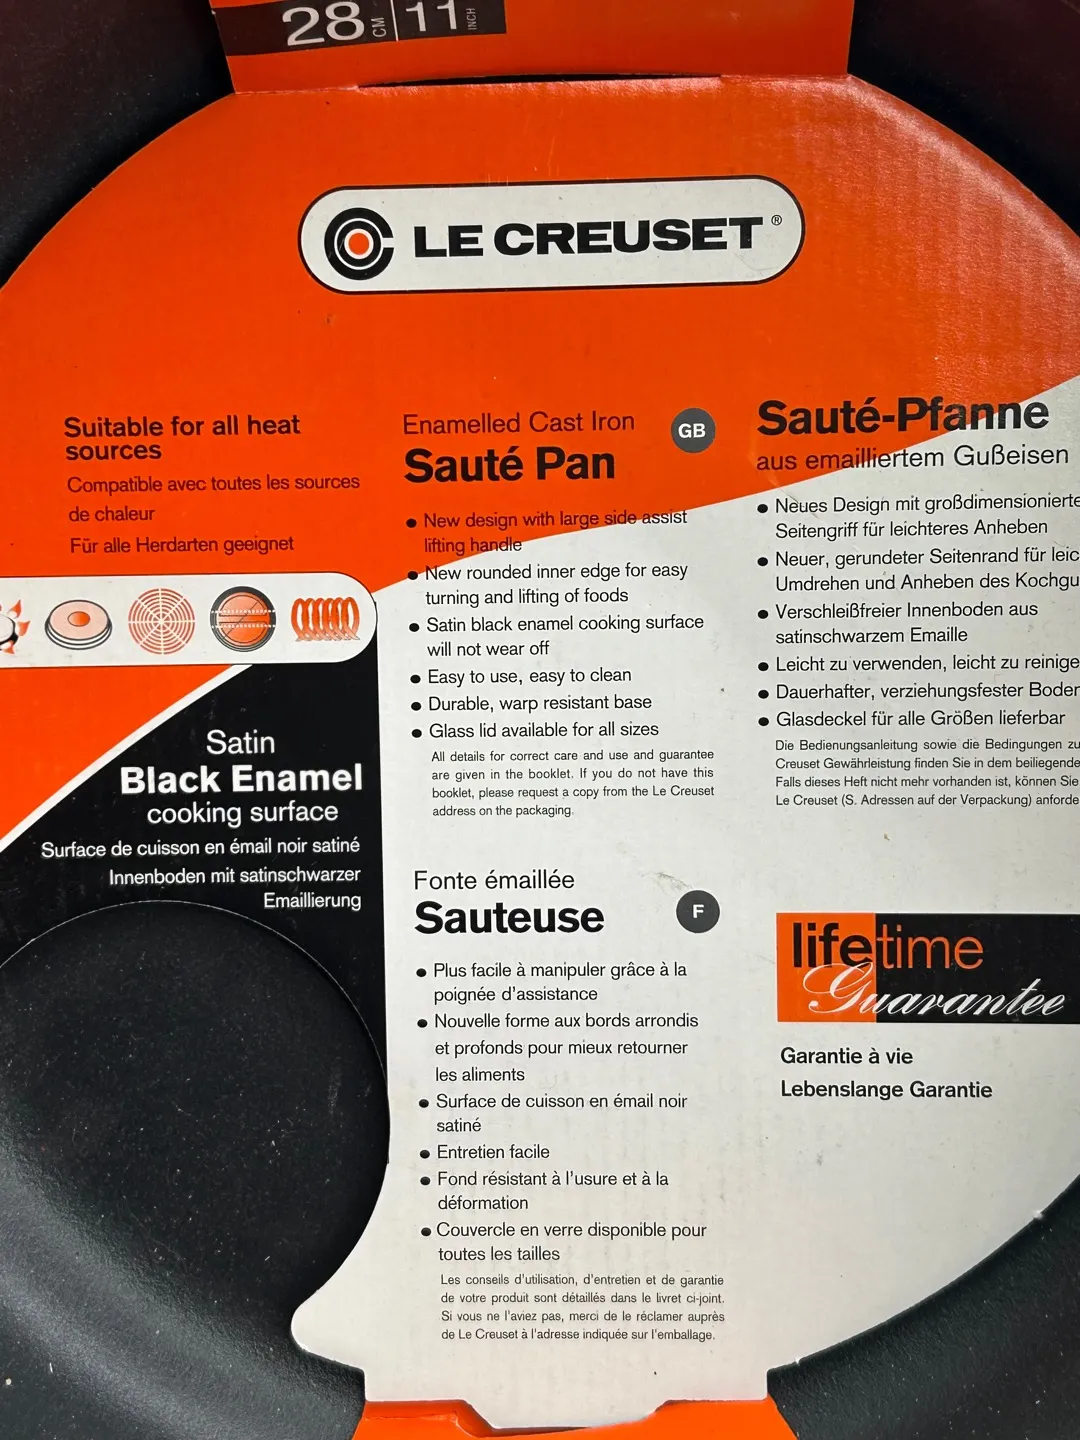 28 CM 11 INCH
LE CREUSET®
Suitable for all heat
sources
Compatible avec toutes les sources
de chaleur
Für alle Herdarten geeignet
Satin
Black Enamel
cooking surface
Surface de cuisson en émail noir satiné
Innenboden mit satinschwarzer
Emaillierung
Enamelled Cast Iron
Sauté Pan
GB
• New design with large side assist
lifting handle
• New rounded inner edge for easy
turning and lifting of foods
• Satin black enamel cooking surface
will not wear off
• Easy to use, easy to clean
• Durable, warp resistant base
• Glass lid available for all sizes
All details for correct care and use and guarantee
are given in the booklet. If you do not have this
booklet, please request a copy from the Le Creuset
address on the packaging.
Fonte émaillée
Sauteuse
F
• Plus facile à manipuler grâce à la
poignée d'assistance
• Nouvelle forme aux bords arrondis
et profonds pour mieux retourner
les aliments
• Surface de cuisson en émail noir
satiné
• Entretien facile
• Fond résistant à l'usure et à la
déformation
• Couvercle en verre disponible pour
toutes les tailles
Les conseils d'utilisation, d'entretien et de garantie
de votre produit sont détaillés dans le livret ci-joint.
Si vous ne l'aviez pas, merci de le réclamer auprès
de Le Creuset à l'adresse indiquée sur l'emballage.
Sauté-Pfanne
aus emailliertem Gußeisen
• Neues Design mit großdimensionierte
Seitengriff für leichteres Anheben
• Neuer, gerundeter Seitenrand für leic
Umdrehen und Anheben des Kochgu
• Verschleißfreier Innenboden aus
satinschwarzem Emaille
• Leicht zu verwenden, leicht zu reinige
• Dauerhafter, verziehungsfester Boden
• Glasdeckel für alle Größen lieferbar
Die Bedienungsanleitung sowie die Bedingungen zu
Creuset Gewährleistung finden Sie in dem beiliegende
Falls dieses Heft nicht mehr vorhanden ist, können Sie
Le Creuset (S. Adressen auf der Verpackung) anforde
lifetime
Guarantee
Garantie à vie
Lebenslange Garantie